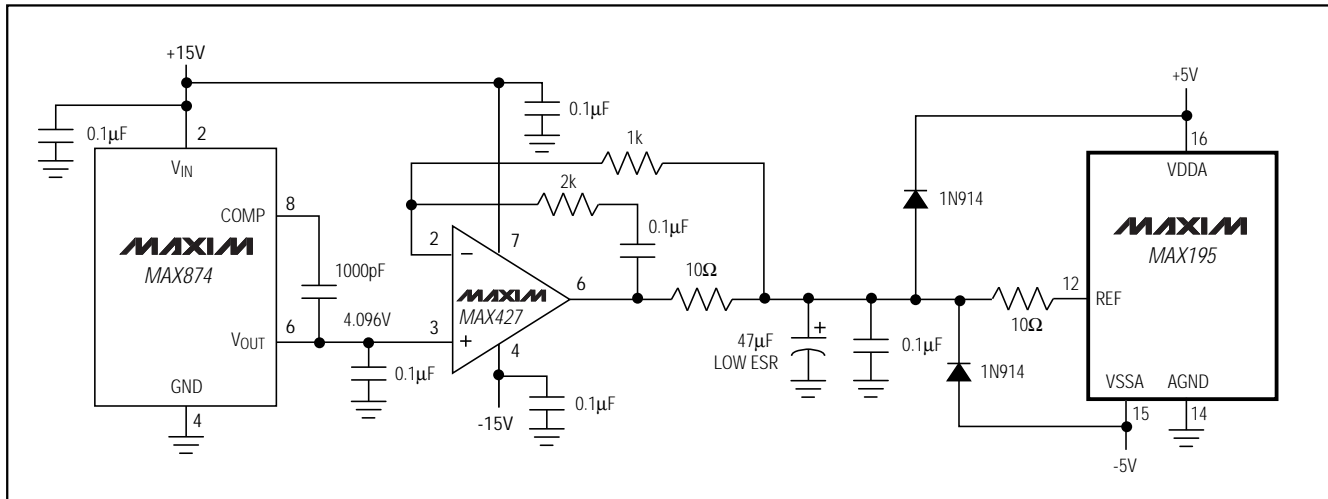 +15V
0.1µF
2
VIN
COMP
8
MAXIM
MAX874
1000pF
VOUT
6
4.096V
GND
4
0.1µF
0.1µF
1k
2k
0.1µF
2
−
7
MAXIM
MAX427
6
3
+
4
-15V
0.1µF
10Ω
47µF
LOW ESR
+
0.1µF
1N914
1N914
10Ω
+5V
16
VDDA
MAXIM
MAX195
12
REF
VSSA
AGND
15
14
-5V